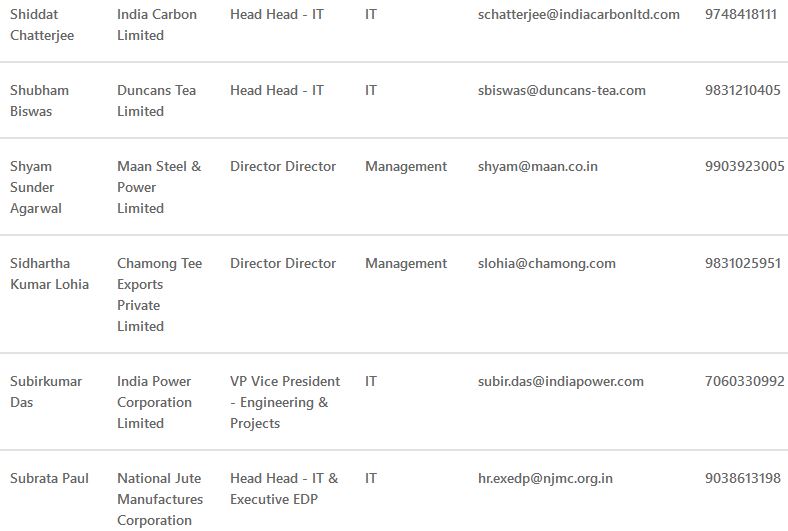 Shiddat India Carbon Head Head - IT IT schatterjee@indiacarbonltd.com 9748418111
Chatterjee Limited
Shubham Duncans Tea Head Head - IT IT sbiswas@duncans-tea.com 9831210405
Biswas Limited
Shyam Maan Steel & Director Director Management shyam@maan.co.in 9903923005
Sunder Power
Agarwal Limited
Sidhartha Chamong Tee Director Director Management slohia@chamong.com 9831025951
Kumar Lohia Exports
Private
Limited
Subirkumar India Power VP Vice President IT subir.das@indiapower.com 7060330992
Das Corporation - Engineering &
Limited Projects
Subrata Paul National Jute Head Head - IT & IT hr.exedp@njmc.org.in 9038613198
Manufactures Executive EDP
Corporation